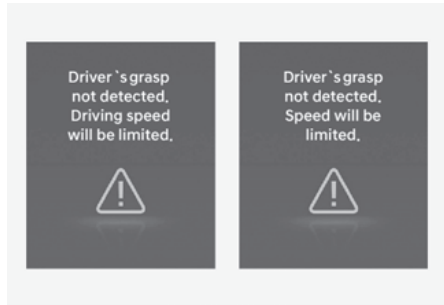 Driver`s grasp
not detected.
Driving speed
will be limited.
Driver`s grasp
not detected.
Speed will be
limited.